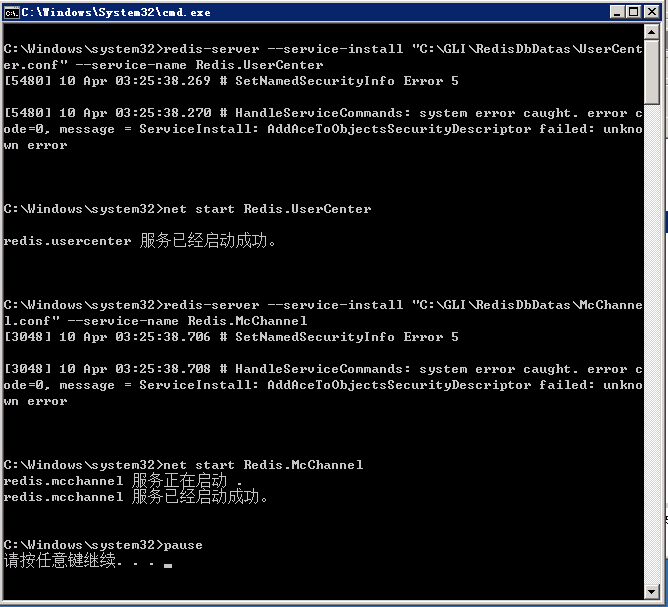 C:\Windows\System32\cmd.exe
C:\Windows\system32>redis-server --service-install "C:\GLI\RedisDbDatas\UserCent
er.conf" --service-name Redis.UserCenter
[5480] 10 Apr 03:25:38.269 # SetNamedSecurityInfo Error 5
[5480] 10 Apr 03:25:38.270 # HandleServiceCommands: system error caught. error c
ode=0, message = ServiceInstall: AddAceToObjectsSecurityDescriptor failed: unkno
wn error
C:\Windows\system32>net start Redis.UserCenter
redis.usercenter 服务已经启动成功。
C:\Windows\system32>redis-server --service-install "C:\GLI\RedisDbDatas\McChanne
l.conf" --service-name Redis.McChannel
[3048] 10 Apr 03:25:38.706 # SetNamedSecurityInfo Error 5
[3048] 10 Apr 03:25:38.708 # HandleServiceCommands: system error caught. error c
ode=0, message = ServiceInstall: AddAceToObjectsSecurityDescriptor failed: unkno
wn error
C:\Windows\system32>net start Redis.McChannel
redis.mcchannel 服务正在启动 .
redis.mcchannel 服务已经启动成功。
C:\Windows\system32>pause
请按任意键继续. . .